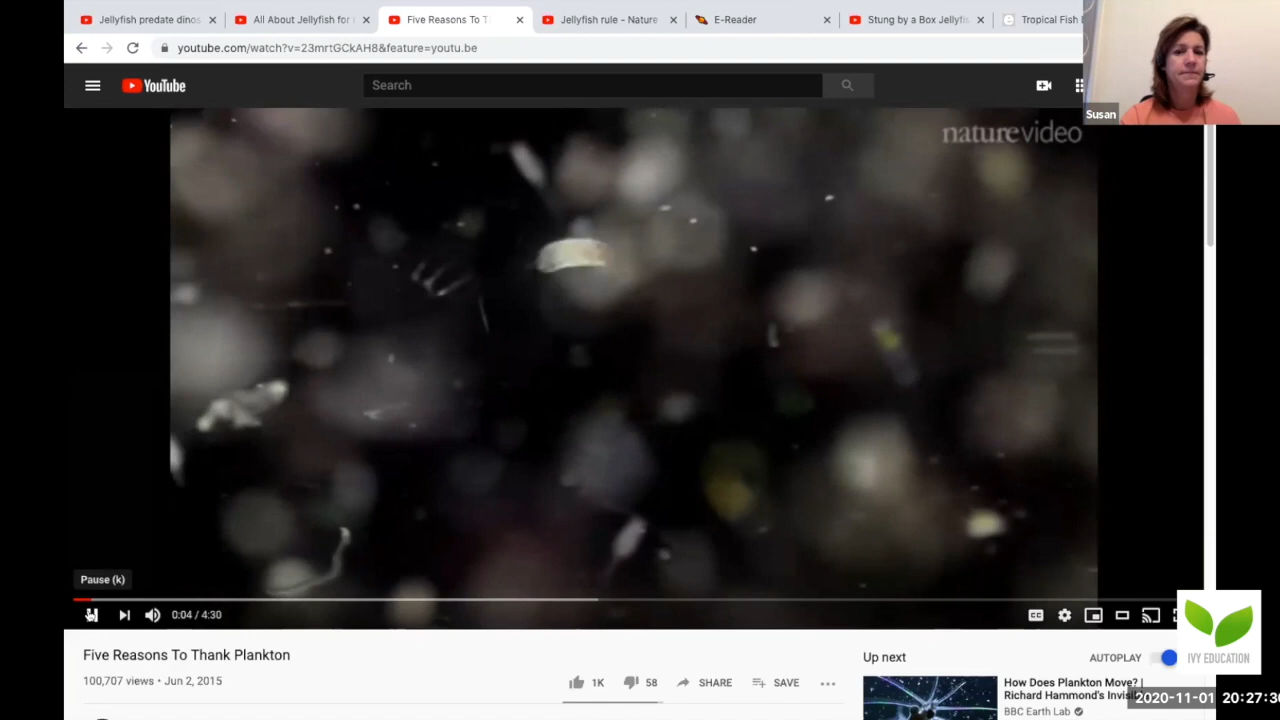 Jellyfish predate dinos
All About Jellyfish for
Five Reasons To T
Jellyfish rule - Nature
E-Reader
Stung by a Box Jellyfis
Tropical Fish
youtube.com/watch?v=23mrtGCkAH8&feature=youtu.be
YouTube
Search
Susan
naturevideo
Pause (k)
0:04 / 4:30
CC
Five Reasons To Thank Plankton
100,707 views • Jun 2, 2015
1K
58
SHARE
SAVE
Up next
AUTOPLAY
IVY EDUCATION
How Does Plankton Move? |
Richard Hammond's Invisi
BBC Earth Lab
2020-11-01 20:27:3